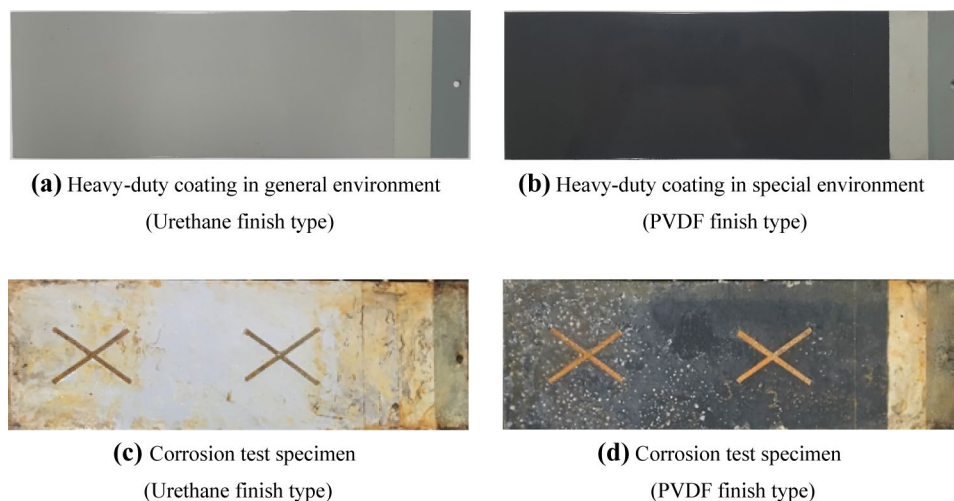 (a) Heavy-duty coating in general environment
(Urethane finish type)
(b) Heavy-duty coating in special environment
(PVDF finish type)
(c) Corrosion test specimen
(Urethane finish type)
(d) Corrosion test specimen
(PVDF finish type)